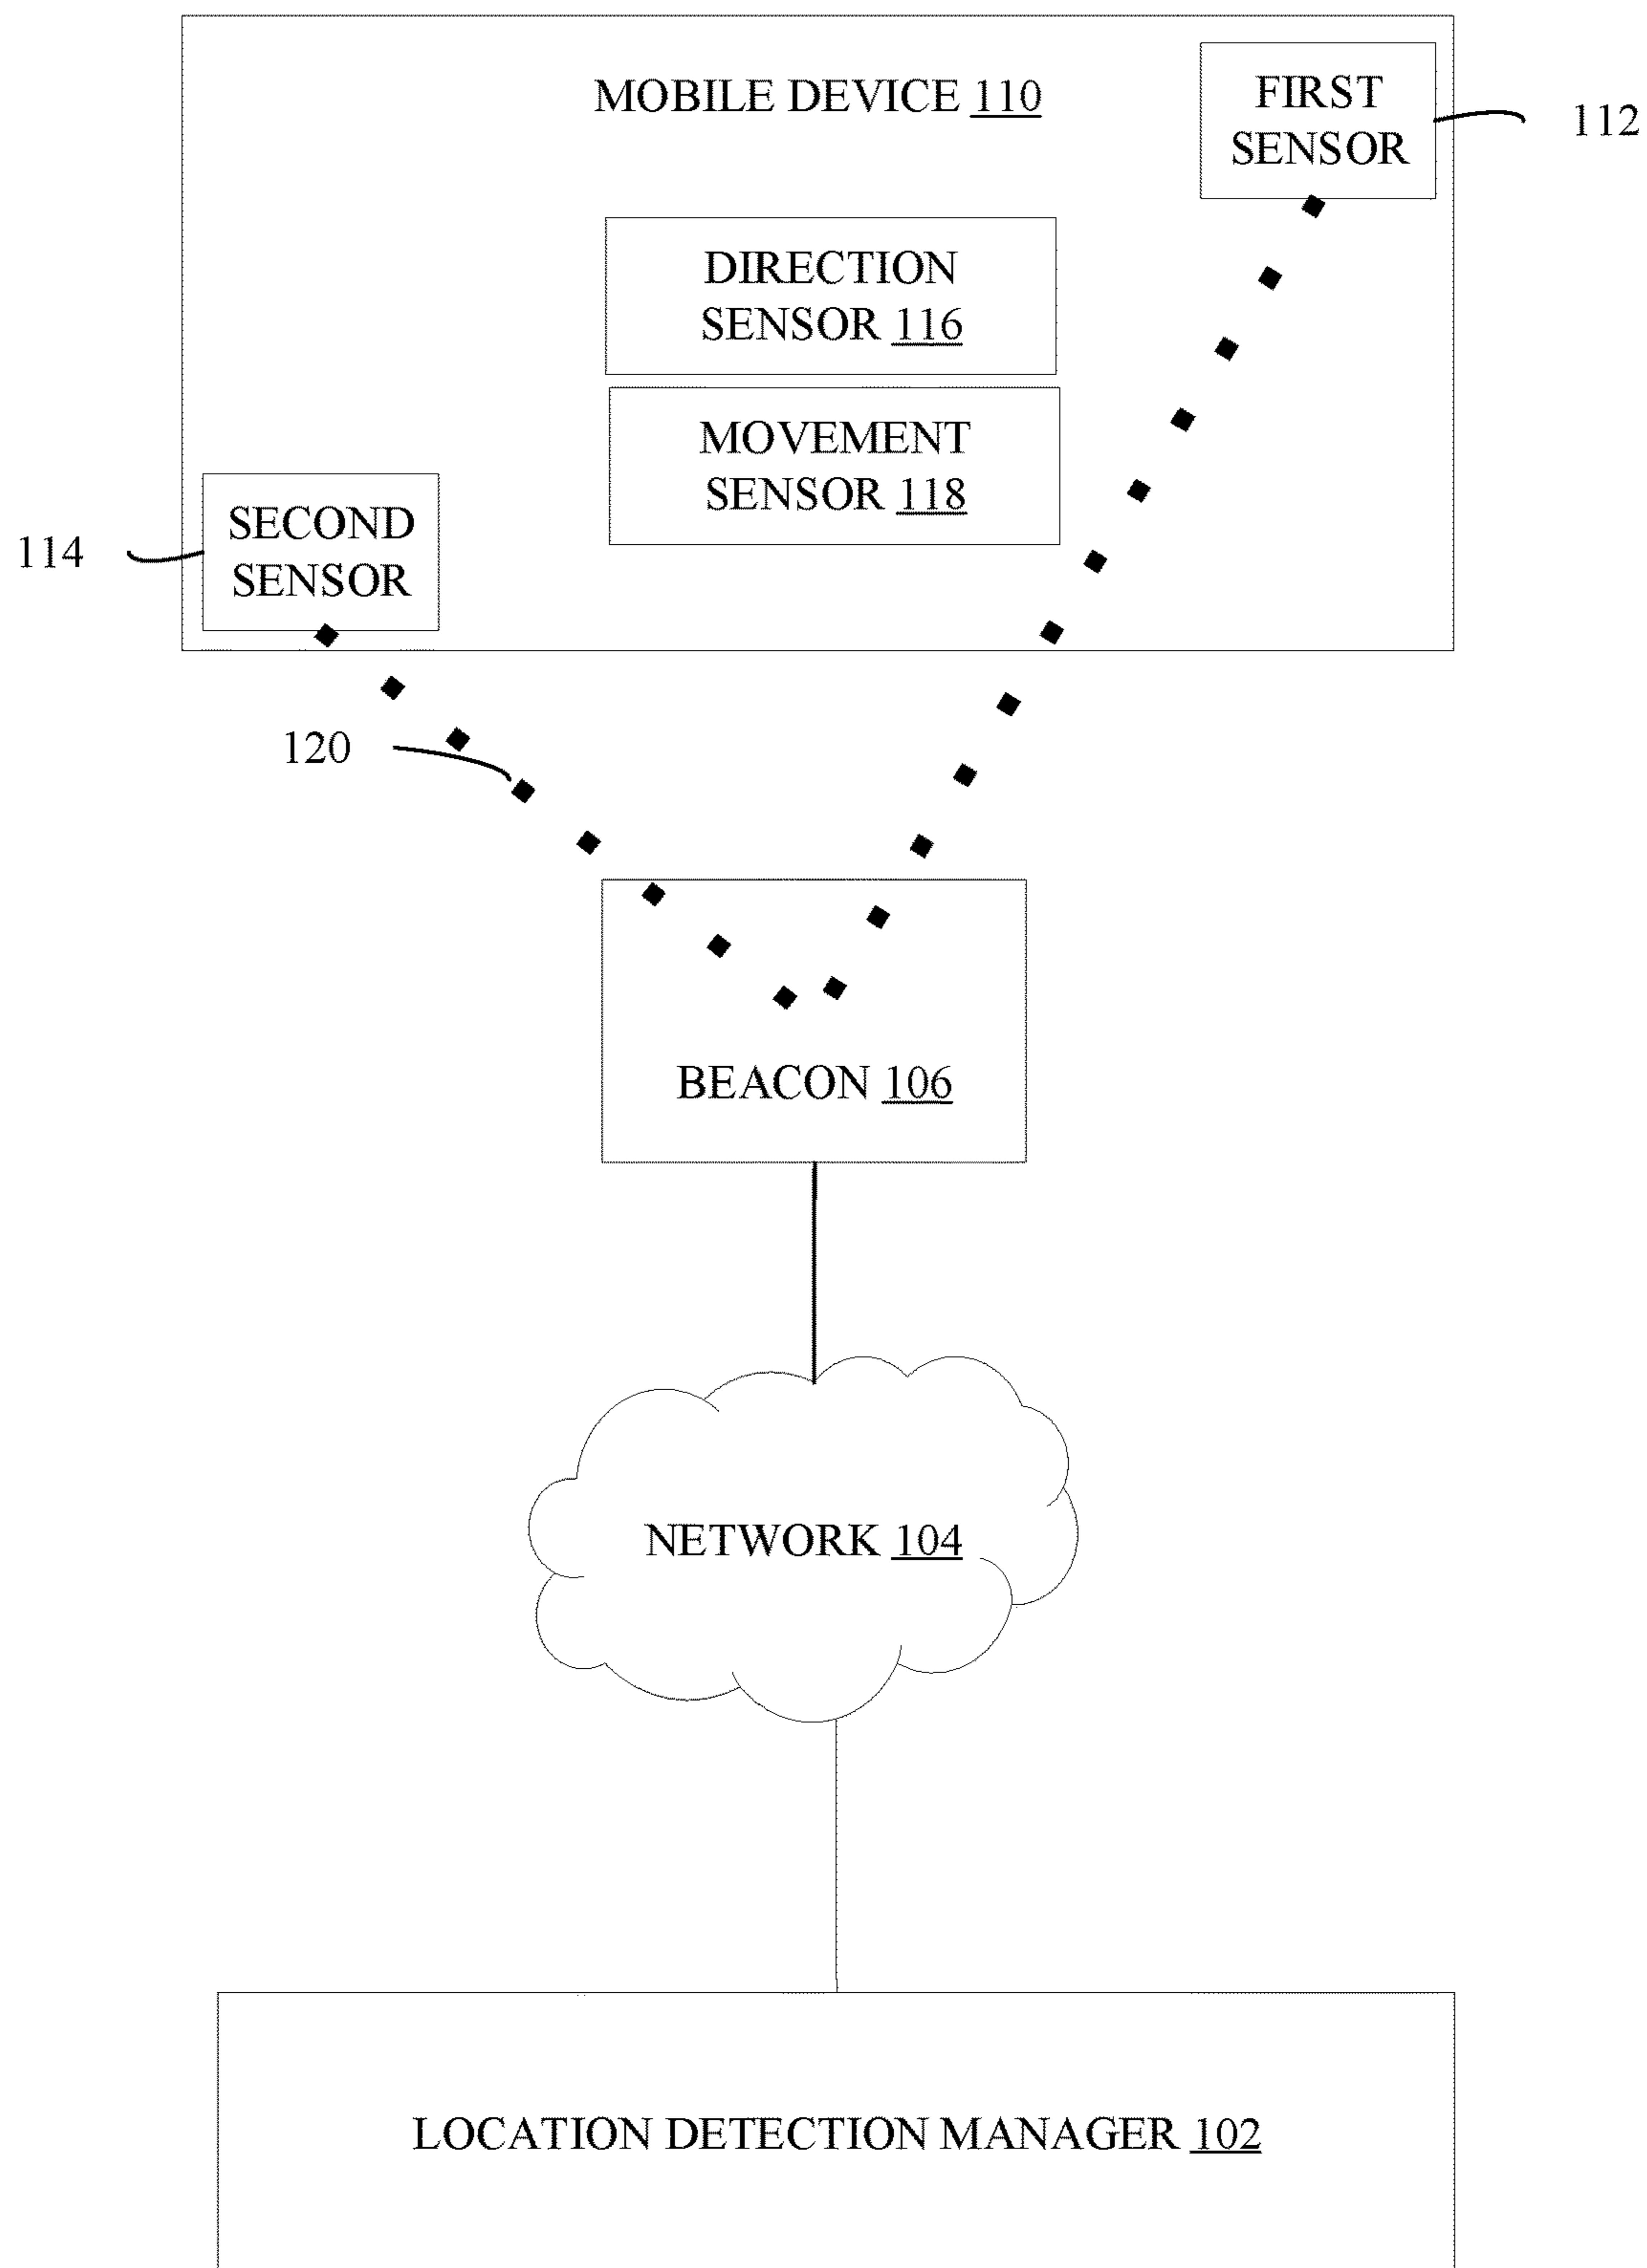 MOBILE DEVICE 110
FIRST
SENSOR
112
DIRECTION
SENSOR 116
MOVEMENT
SENSOR 118
SECOND
SENSOR
114
120
BEACON 106
NETWORK 104
LOCATION DETECTION MANAGER 102